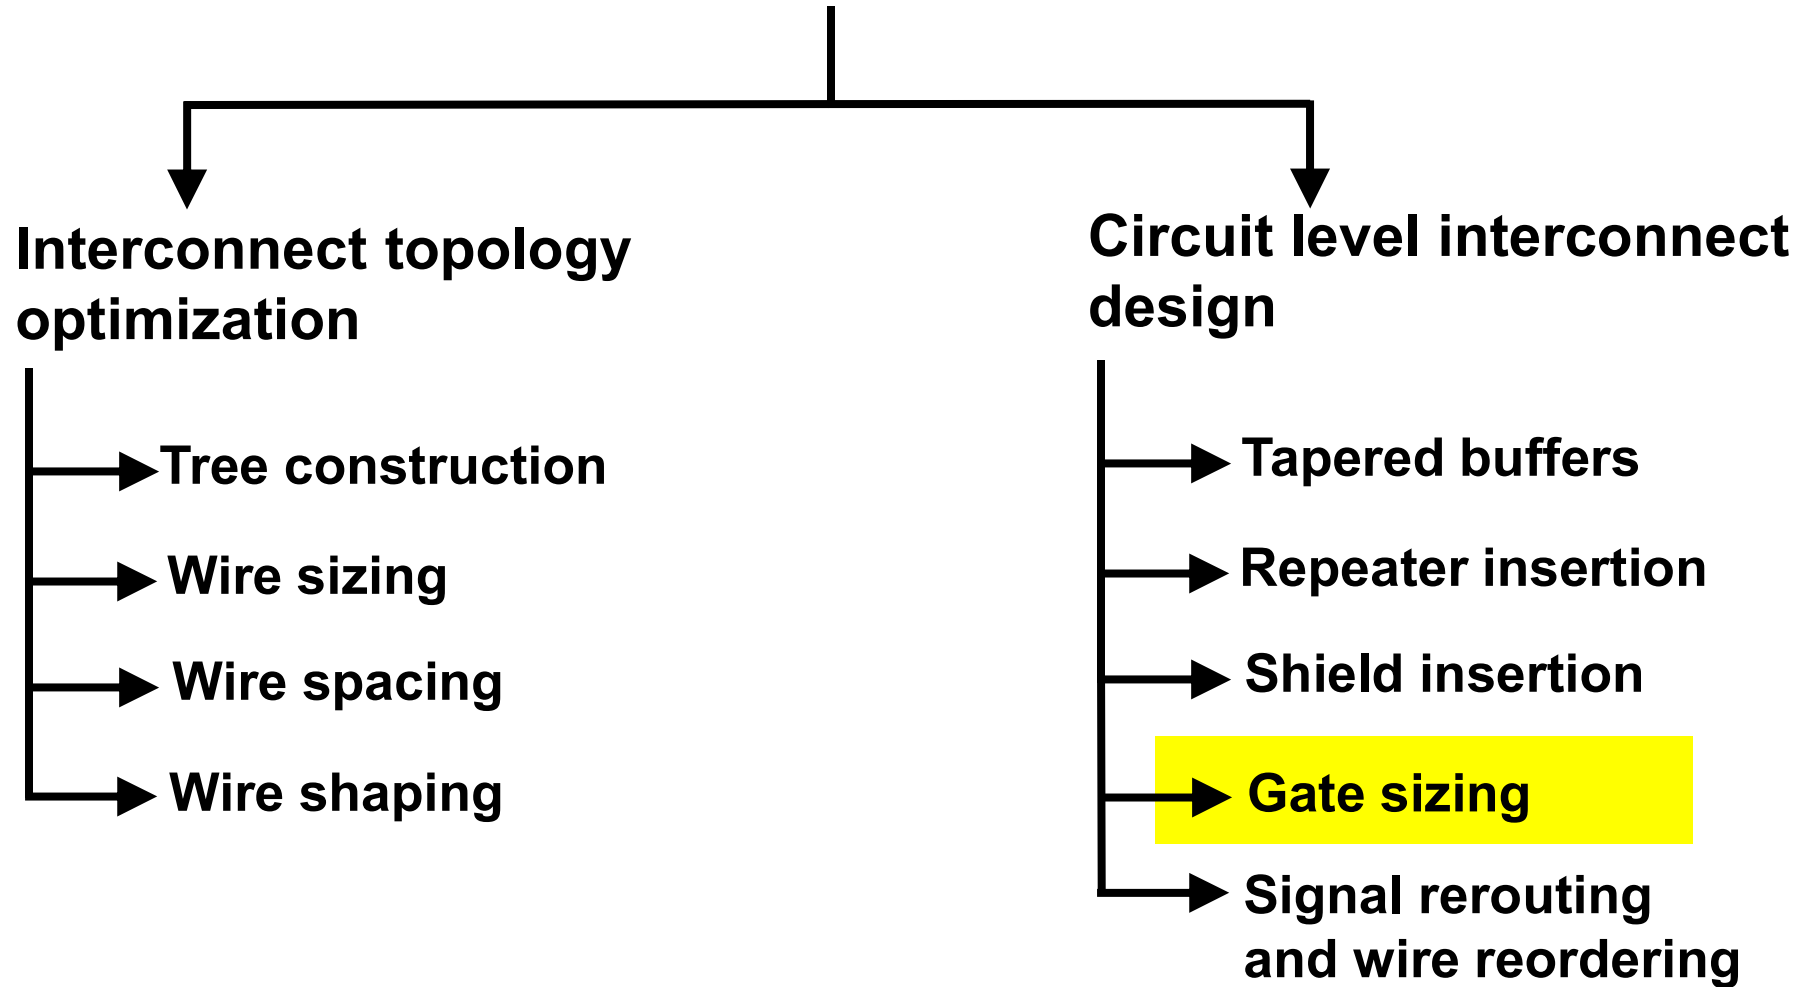 Interconnect topology
optimization
Tree construction
Wire sizing
Wire spacing
Wire shaping
Circuit level interconnect
design
Tapered buffers
Repeater insertion
Shield insertion
Gate sizing
Signal rerouting
and wire reordering